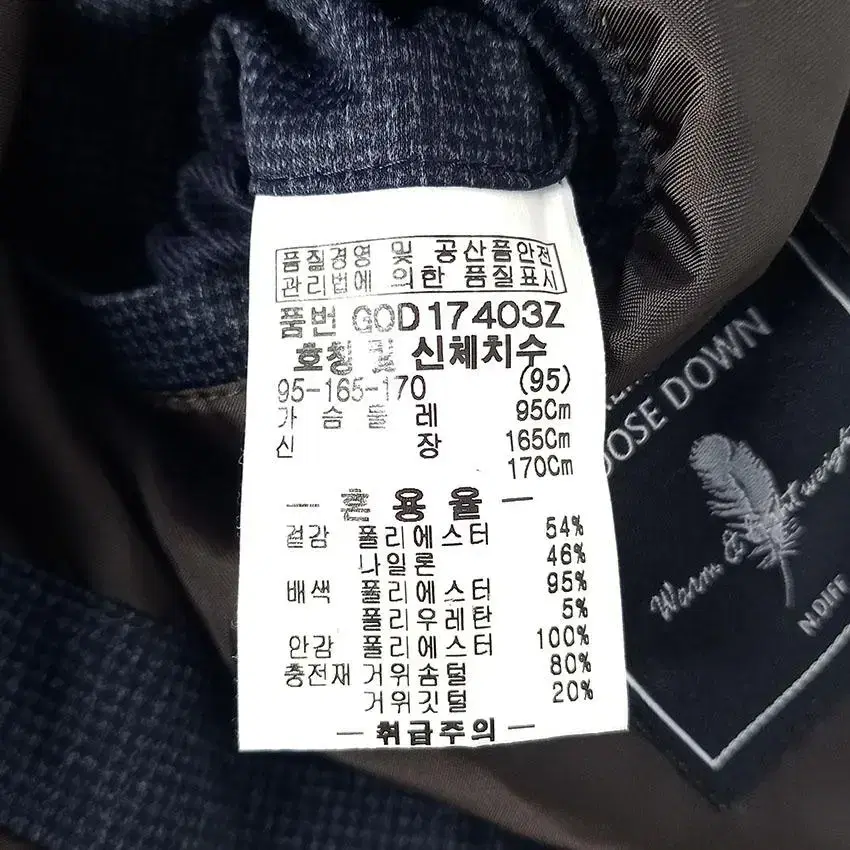 품질경영 및 공산품안전
관리법에 의한 품질표시
품번 GOD17403Z
호칭 및 신체치수
95-165-170 (95)
가 슴 둘 레 95Cm
신 장 165Cm
170Cm
— 혼 용 율 —
겉감 폴리에스터 54%
나일론 46%
배색 폴리에스터 95%
폴리우레탄 5%
안감 폴리에스터 100%
충전재 거위솜털 80%
거위깃털 20%
— 취급주의 —
OOSE DOWN
Warm & Lightweigh
N.DIFF